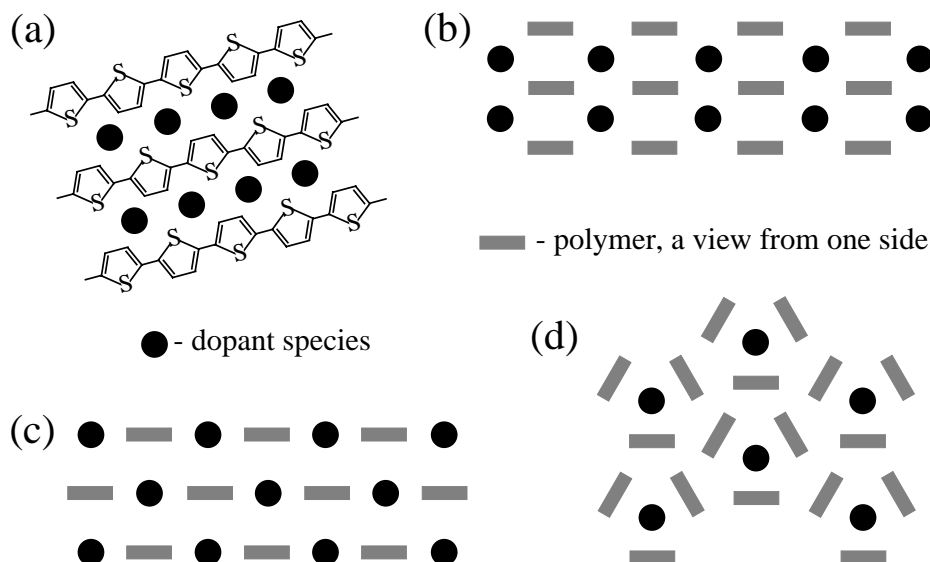 (a)
S S S S S
S S S S S
S S S S S
- dopant species
(b)
- polymer, a view from one side
(c)
(d)